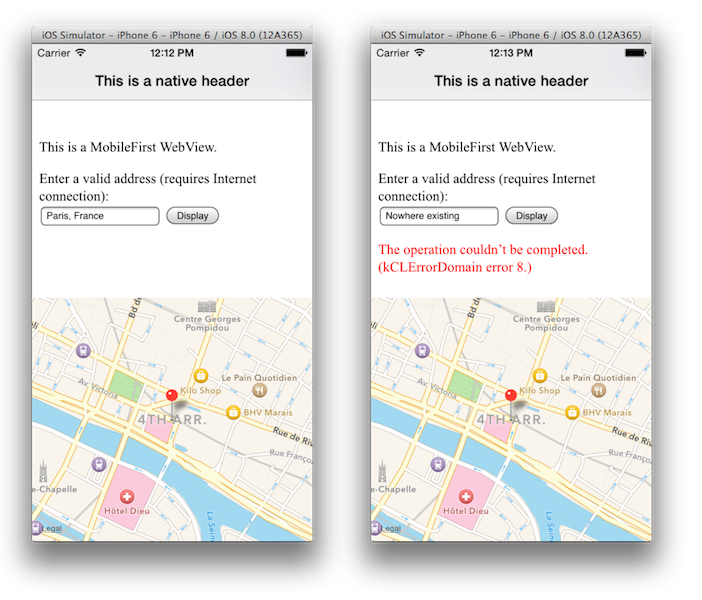 iOS Simulator – iPhone 6 – iPhone 6 / iOS 8.0 (12A365)
Carrier 12:12 PM
This is a native header
This is a MobileFirst WebView.
Enter a valid address (requires Internet
connection):
Paris, France Display
Bd de
Centre Georges
Pompidou
Le Pain Quotidien
Av. Victoria
Kilo Shop
BHV Marais
4TH ARR.
Rue de Riv
Rue Franço
e-Chapelle
Hôtel Dieu
La Seine
Legal
iOS Simulator – iPhone 6 – iPhone 6 / iOS 8.0 (12A365)
Carrier 12:13 PM
This is a native header
This is a MobileFirst WebView.
Enter a valid address (requires Internet
connection):
Nowhere existing Display
The operation couldn’t be completed.
(kCLErrorDomain error 8.)
Bd de
Centre Georges
Pompidou
Le Pain Quotidien
Av. Victoria
Kilo Shop
BHV Marais
4TH ARR.
Rue de Riv
Rue Franço
e-Chapelle
Hôtel Dieu
La Seine
Legal